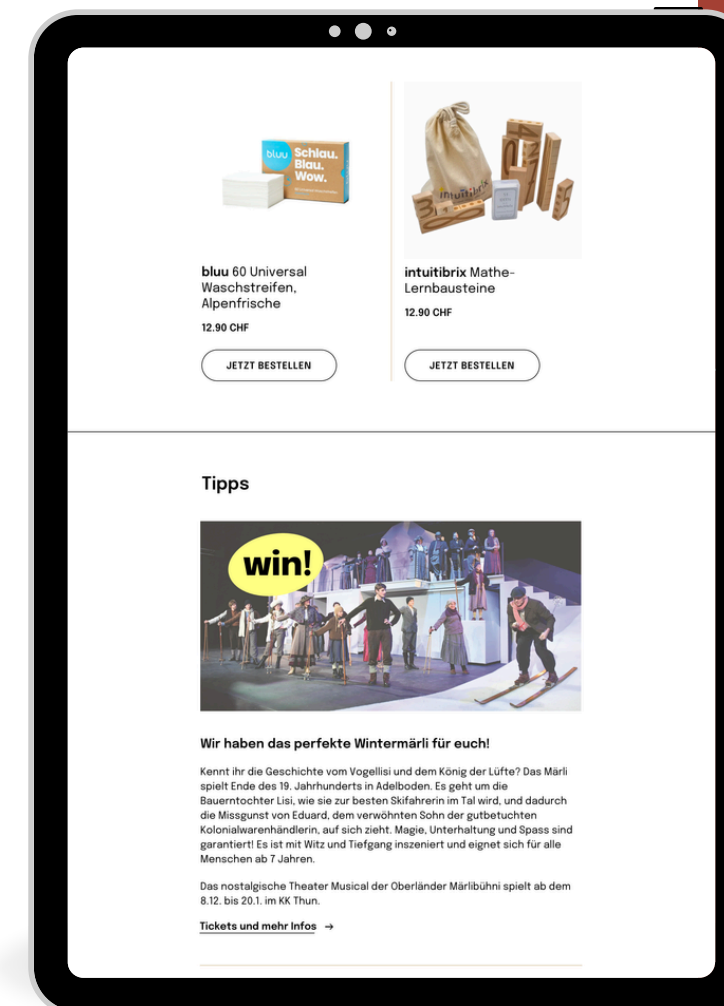 bluu
Schlau.
Blau.
Wow.
intuitibrix
bluu 60 Universal
Waschstreifen,
Alpenfrische
12.90 CHF
JETZT BESTELLEN
intuitibrix Mathe-
Lernbausteine
12.90 CHF
JETZT BESTELLEN
Tipps
win!
Wir haben das perfekte Wintermärli für euch!
Kennt ihr die Geschichte vom Vogellisi und dem König der Lüfte? Das Märli
spielt Ende des 19. Jahrhunderts in Adelboden. Es geht um die
Bauerntochter Lisi, wie sie zur besten Skifahrerin im Tal wird, und dadurch
die Missgunst von Eduard, dem verwöhnten Sohn der gutbetuchten
Kolonialwarenhändlerin, auf sich zieht. Magie, Unterhaltung und Spass sind
garantiert! Es ist mit Witz und Tiefgang inszeniert und eignet sich für alle
Menschen ab 7 Jahren.
Das nostalgische Theater Musical der Oberländer Märlibühni spielt ab dem
8.12. bis 20.1. im KK Thun.
Tickets und mehr Infos →